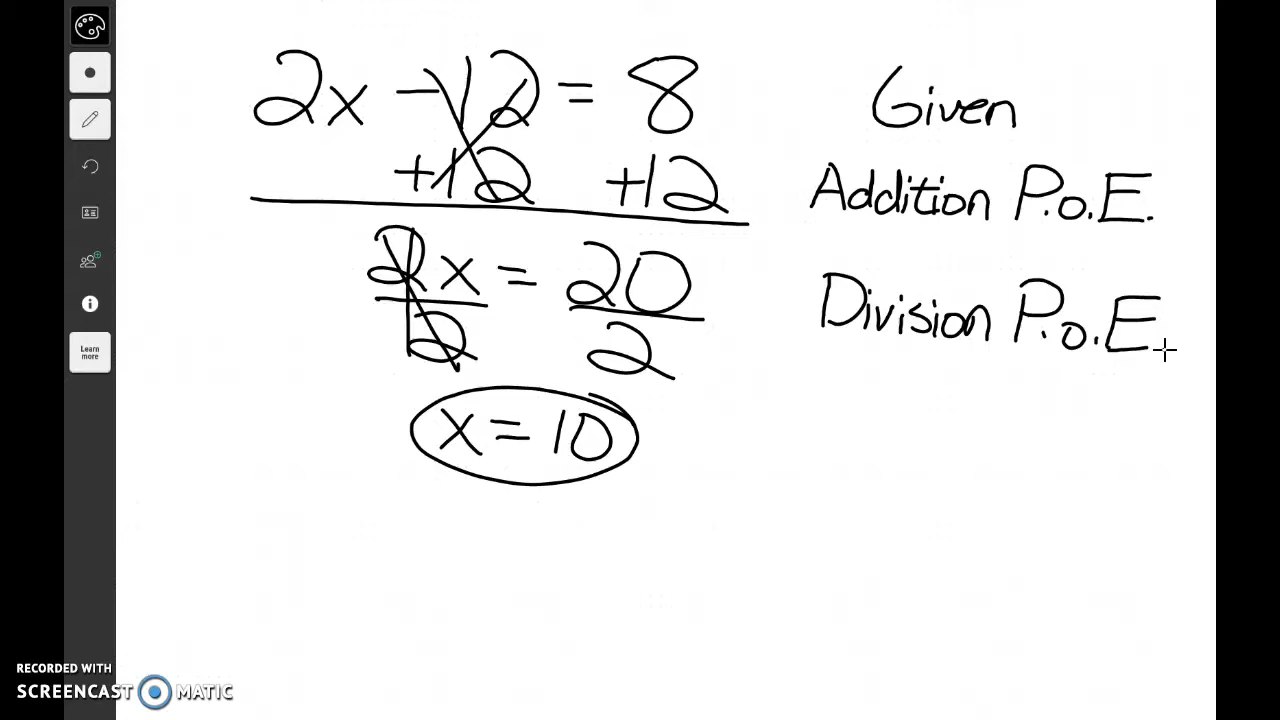 2x - 12 = 8 Given
+12 +12 Addition P.o.E.
2x = 20 Division P.o.E
2 2
x = 10
Learn
more
RECORDED WITH
SCREENCAST MATIC